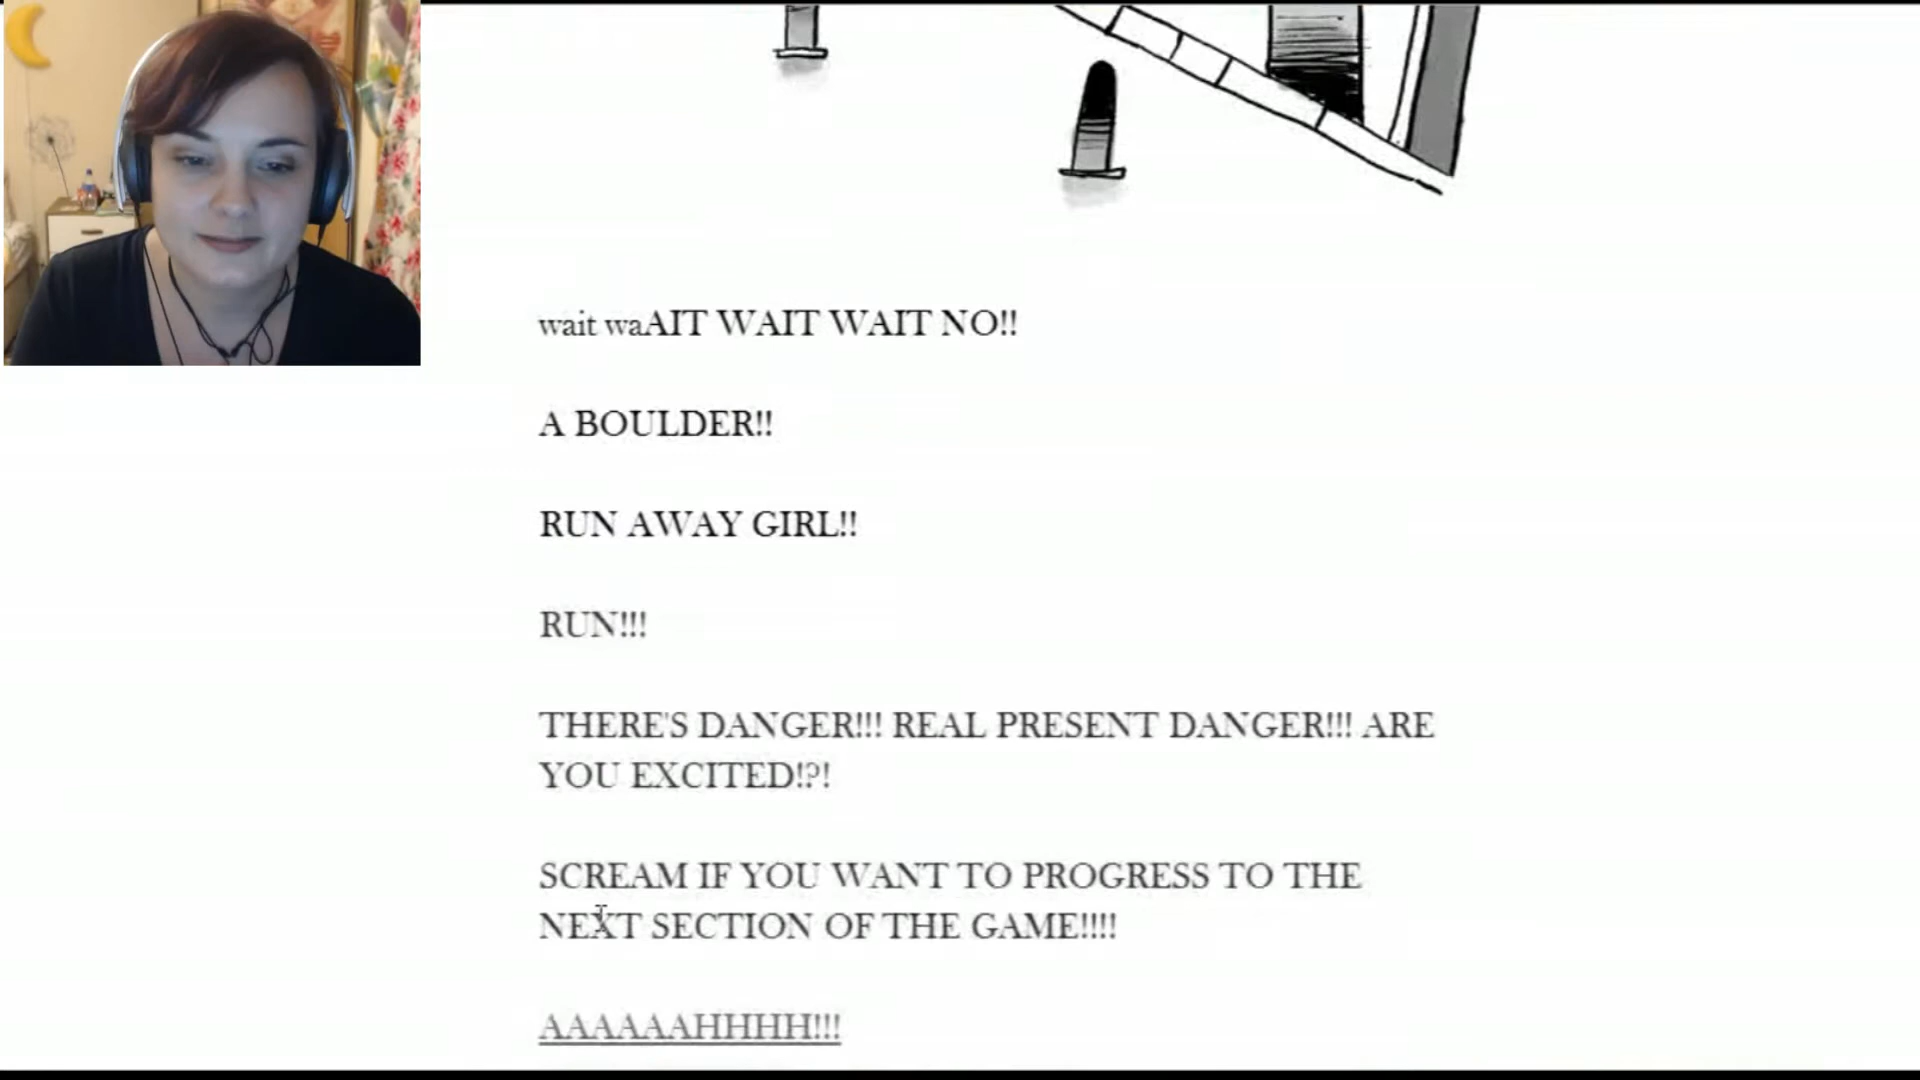 wait waAIT WAIT WAIT NO!!
A BOULDER!!
RUN AWAY GIRL!!
RUN!!!
THERE'S DANGER!!! REAL PRESENT DANGER!!! ARE
YOU EXCITED!?!
SCREAM IF YOU WANT TO PROGRESS TO THE
NEXT SECTION OF THE GAME!!!!
AAAAAAHHHH!!!